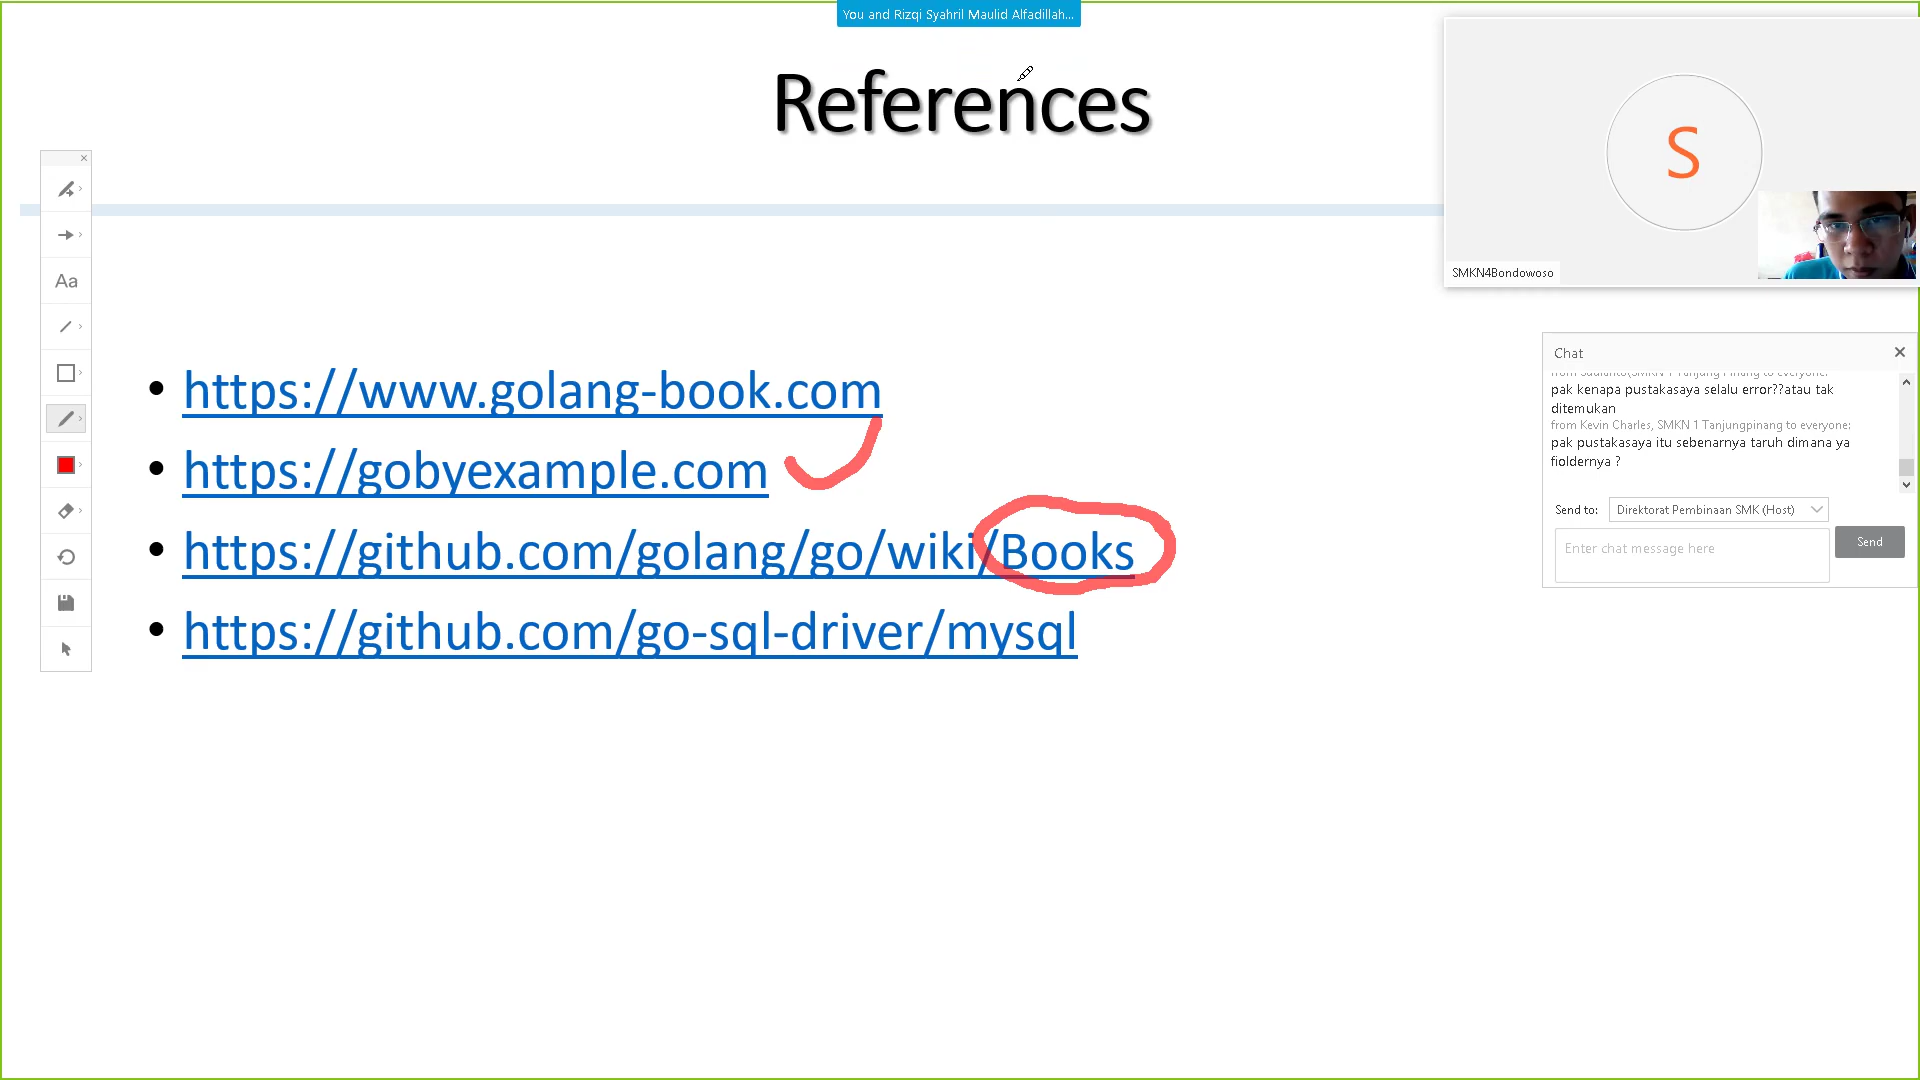 You and Rizqi Syahril Maulid Alfadillah...
References
S
SMKN4Bondowoso
Aa
• https://www.golang-book.com
• https://gobyexample.com
• https://github.com/golang/go/wiki/Books
• https://github.com/go-sql-driver/mysql
Chat
pak kenapa pustakasaya selalu error??atau tak
ditemukan
from Kevin Charles, SMKN 1 Tanjungpinang to everyone:
pak pustakasaya itu sebenarnya taruh dimana ya
fioldernya ?
Send to:
Direktorat Pembinaan SMK (Host)
Enter chat message here
Send